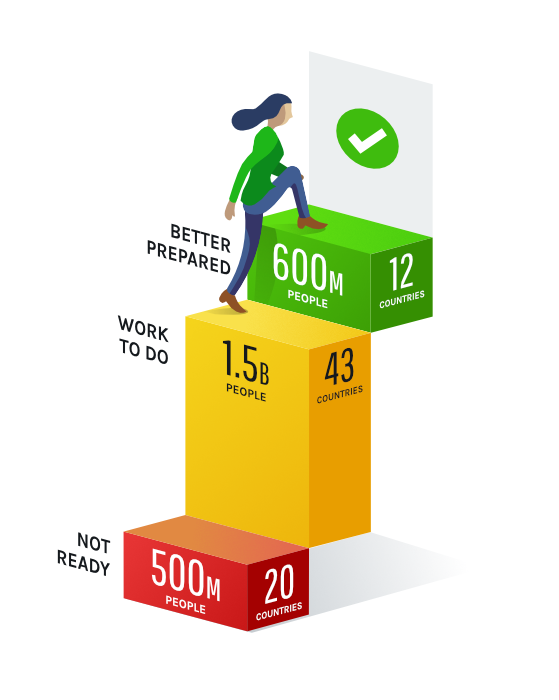 BETTER
PREPARED
600M
PEOPLE
12
COUNTRIES
WORK
TO DO
1.5B
PEOPLE
43
COUNTRIES
NOT
READY
500M
PEOPLE
20
COUNTRIES